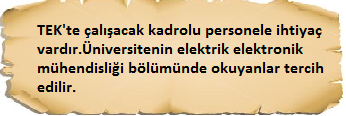 TEK'te çalışacak kadrolu personele ihtiyaç
vardır.Üniversitenin elektrik elektronik
mühendisliği bölümünde okuyanlar tercih
edilir.